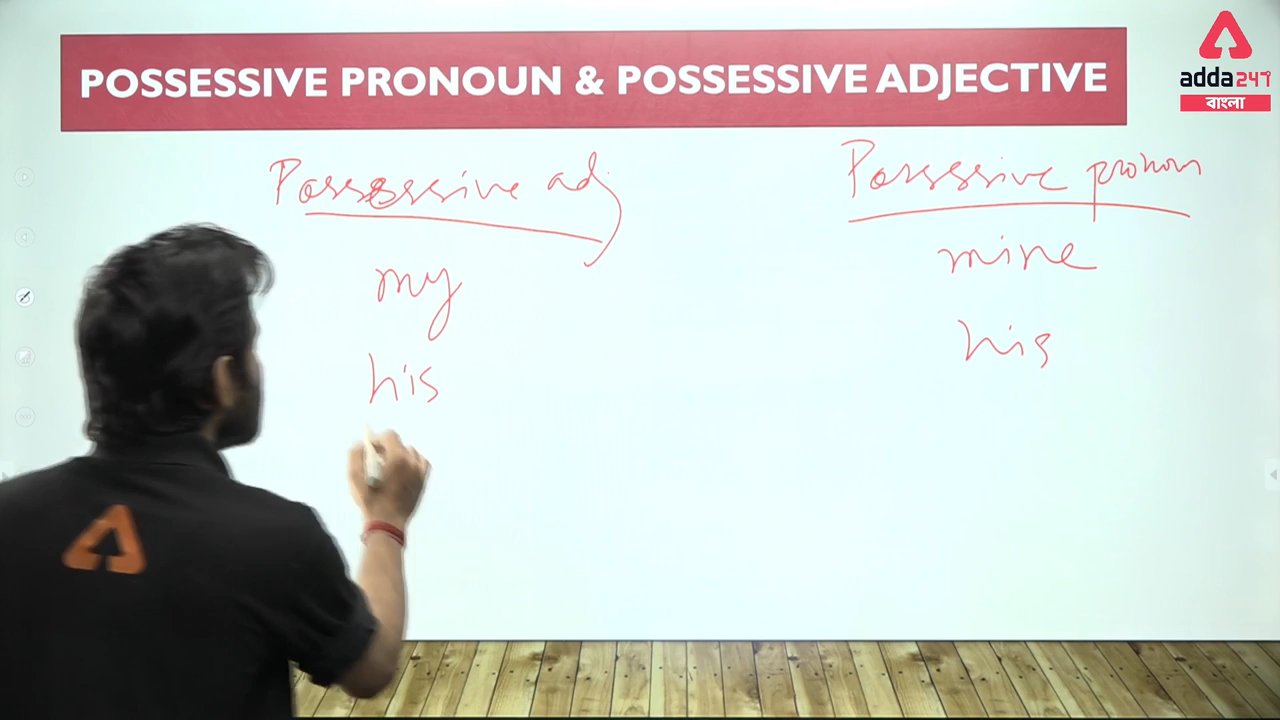 POSSESSIVE PRONOUN & POSSESSIVE ADJECTIVE
adda247
বাংলা
Possessive adj
Possessive pronoun
my
mine
his
his